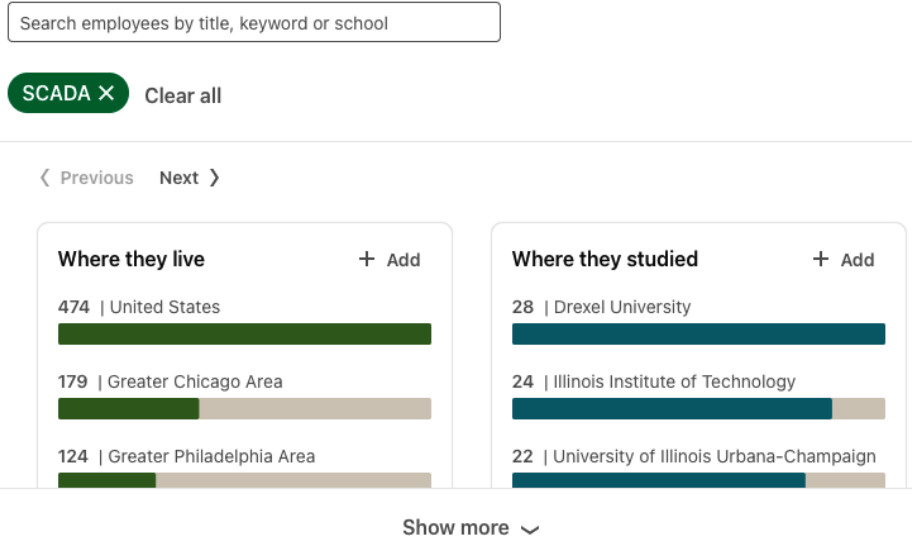 Search employees by title, keyword or school
SCADA ✕ Clear all
Previous Next
Where they live + Add
474 | United States
179 | Greater Chicago Area
124 | Greater Philadelphia Area
Where they studied + Add
28 | Drexel University
24 | Illinois Institute of Technology
22 | University of Illinois Urbana-Champaign
Show more